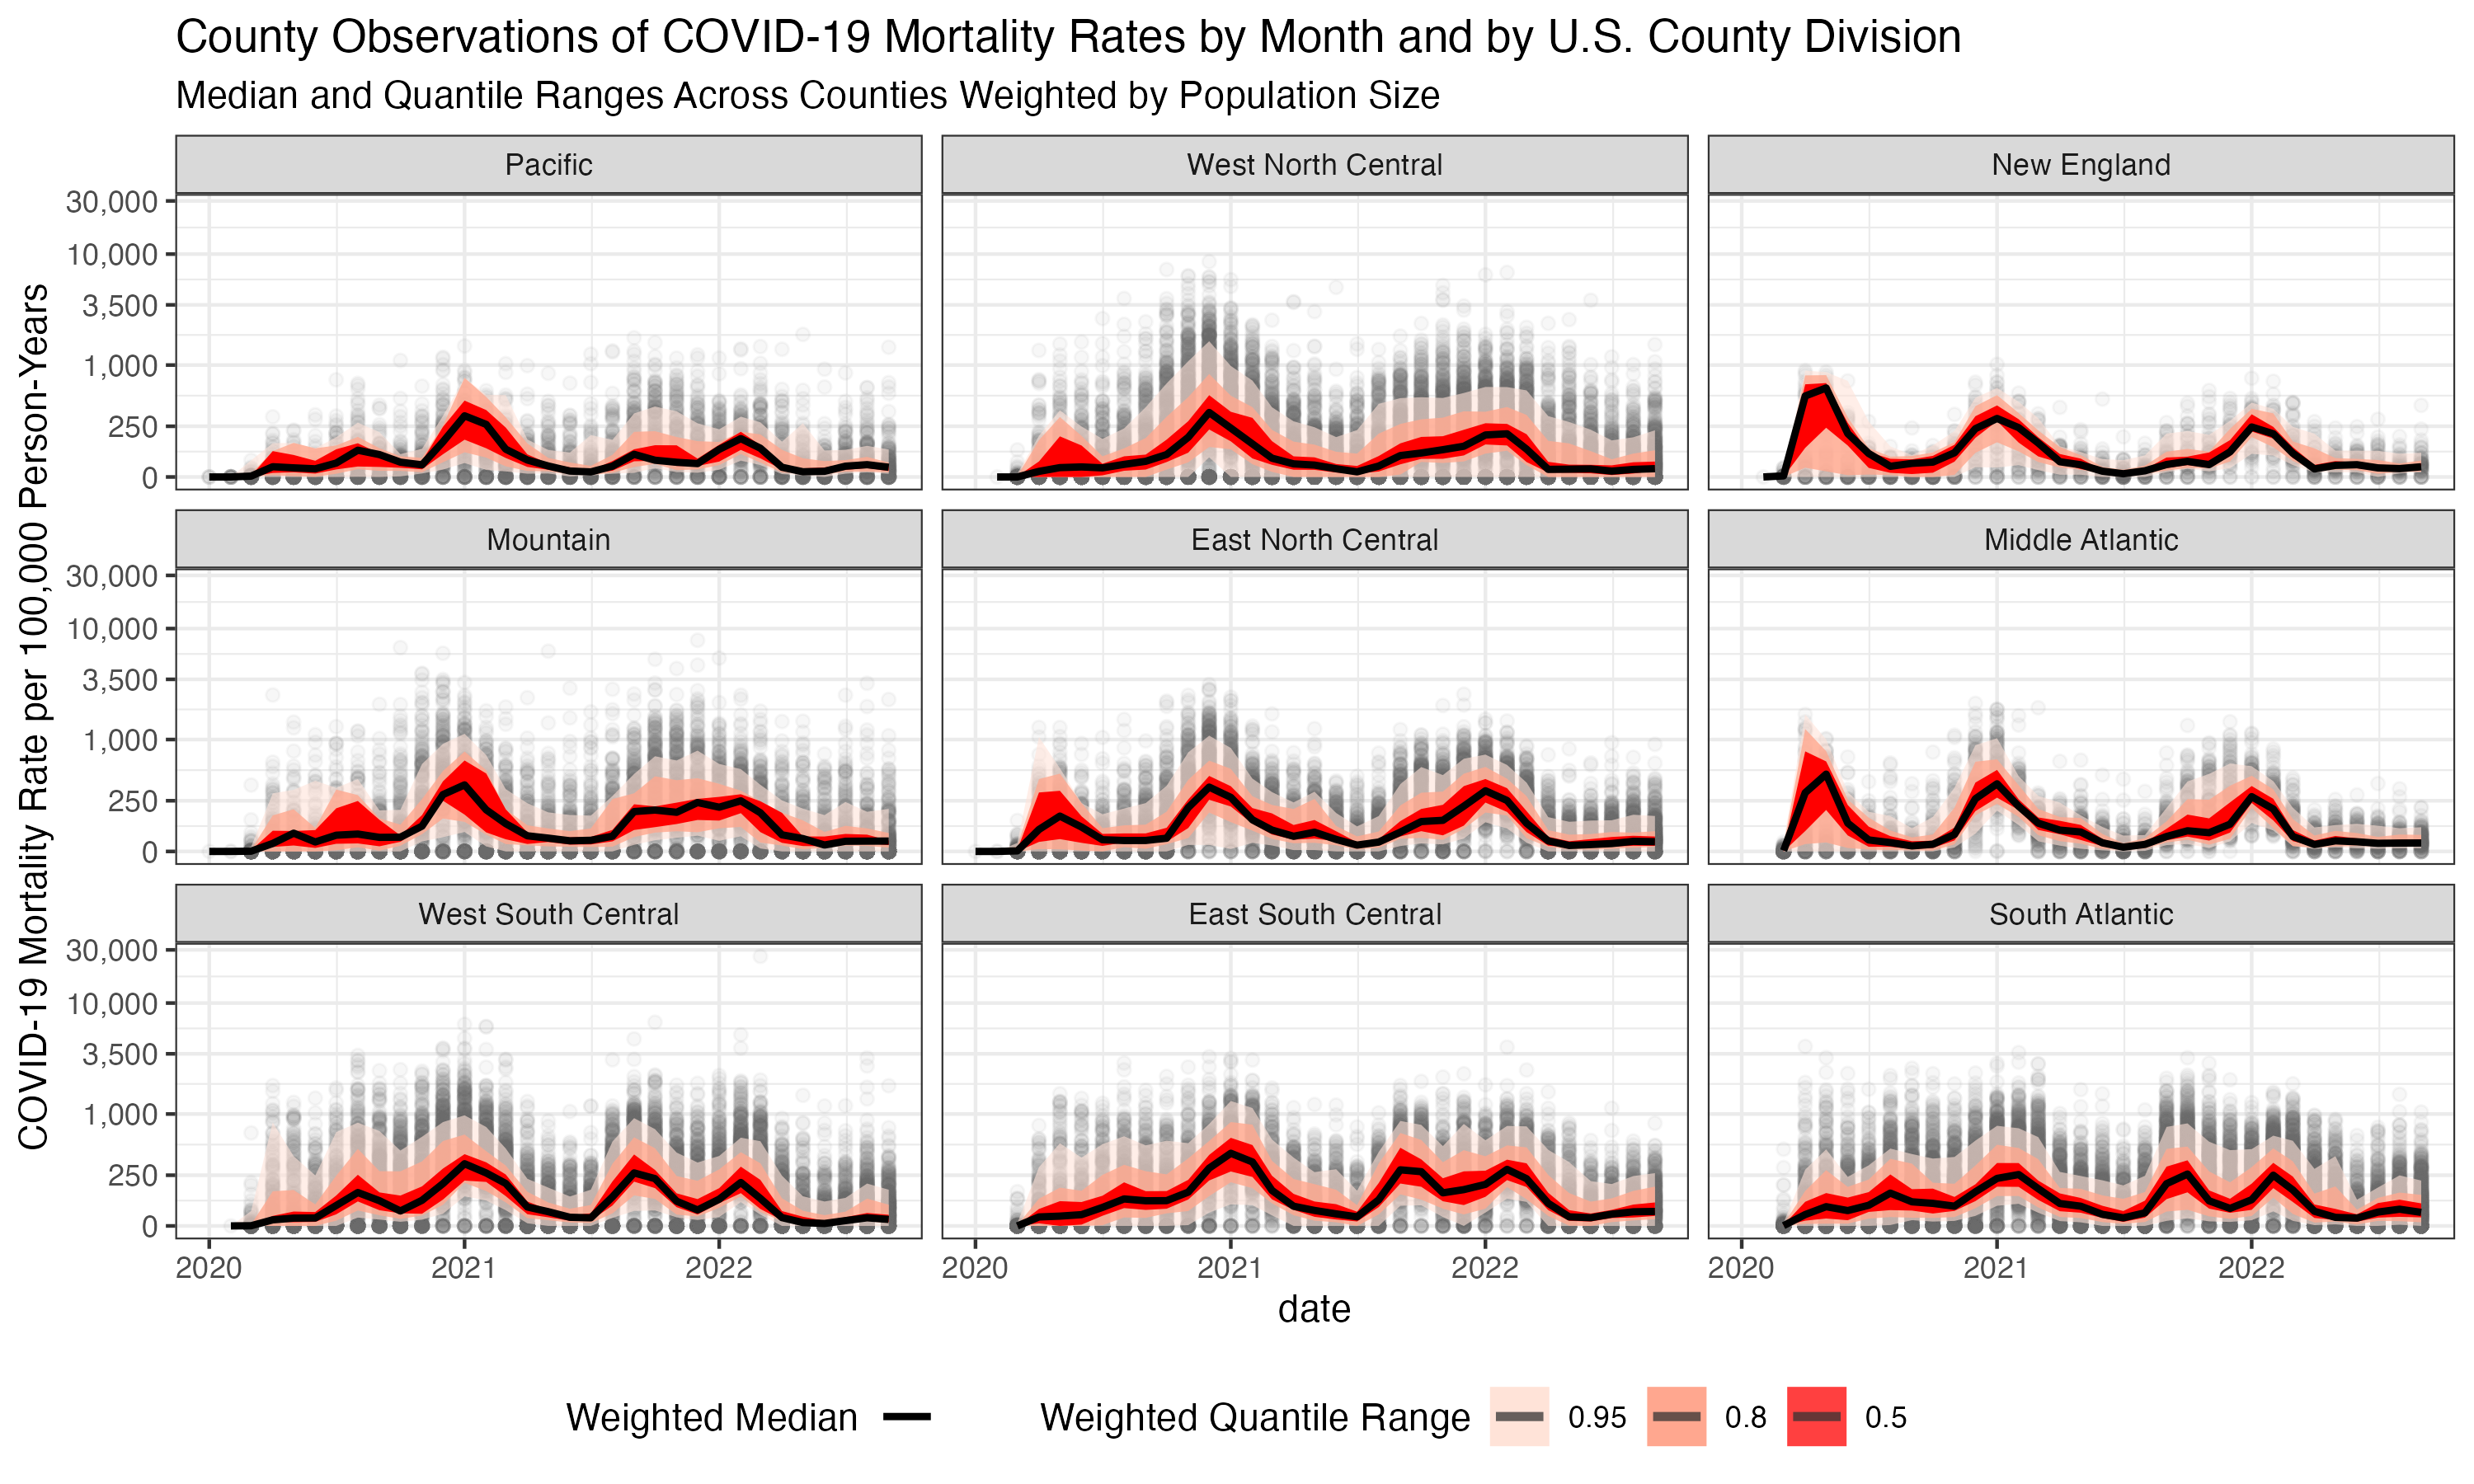 County Observations of COVID-19 Mortality Rates by Month and by U.S. County Division
Median and Quantile Ranges Across Counties Weighted by Population Size
COVID-19 Mortality Rate per 100,000 Person-Years
Pacific
West North Central
New England
30,000
10,000
3,500
1,000
250
0
Mountain
East North Central
Middle Atlantic
30,000
10,000
3,500
1,000
250
0
West South Central
East South Central
South Atlantic
30,000
10,000
3,500
1,000
250
0
2020 2021 2022
2020 2021 2022
2020 2021 2022
date
Weighted Median
Weighted Quantile Range 0.95 0.8 0.5